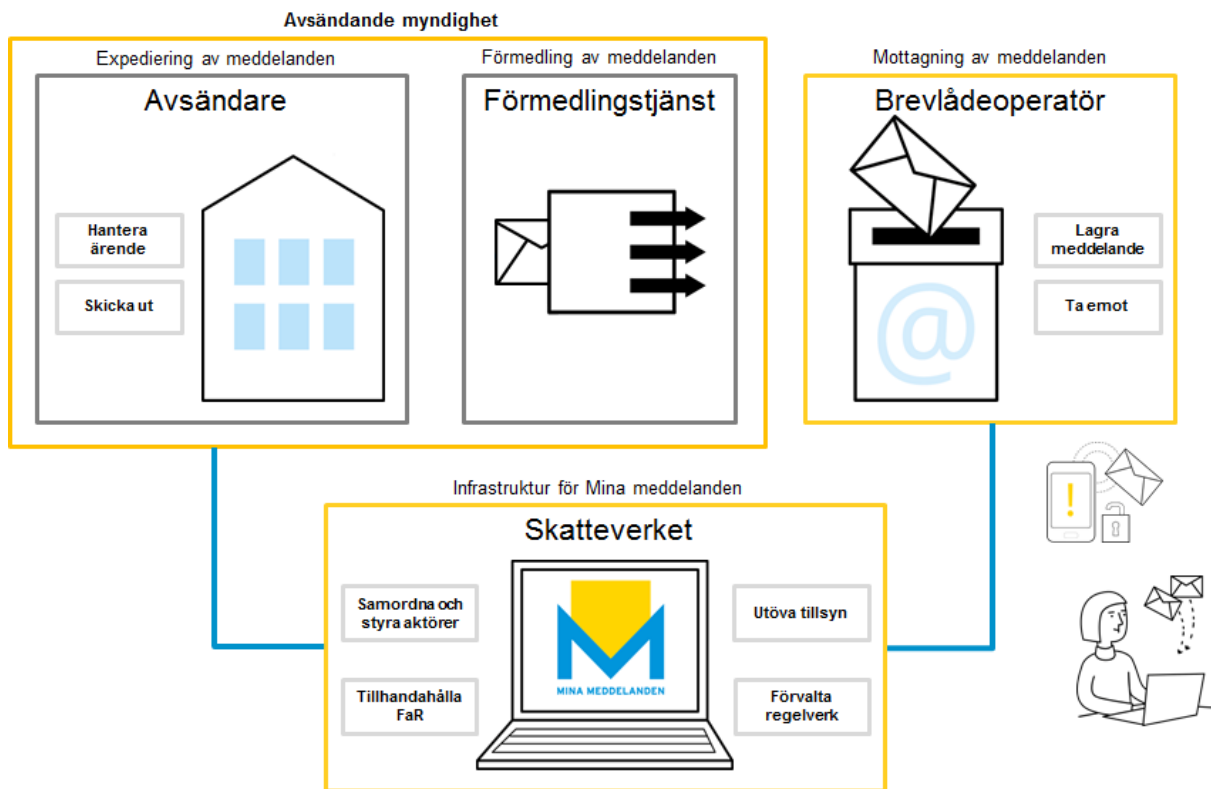 Avsändande myndighet
Expediering av meddelanden
Förmedling av meddelanden
Mottagning av meddelanden
Avsändare
Förmedlingstjänst
Brevlådeoperatör
Hantera
ärende
Skicka ut
Lagra
meddelande
@
Ta emot
Infrastruktur för Mina meddelanden
Skatteverket
Samordna och
styra aktörer
Tillhandahålla
FaR
M
MINA MEDDELANDEN
Utöva tillsyn
Förvalta
regelverk
!